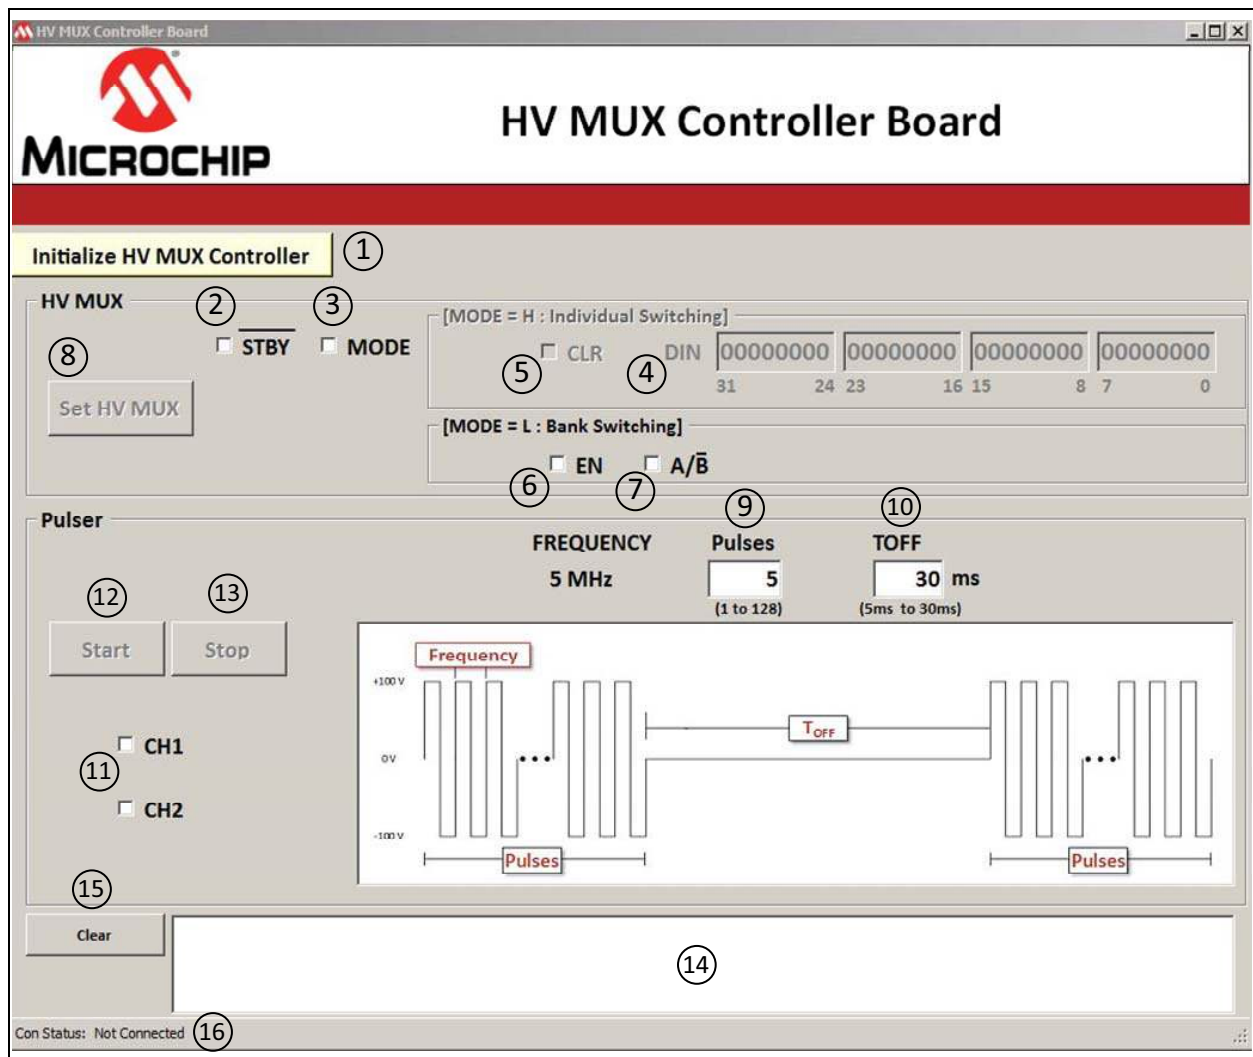 HV MUX Controller Board
MICROCHIP
HV MUX Controller Board
Initialize HV MUX Controller 1
HV MUX
2 3
STBY MODE
8
Set HV MUX
[MODE = H : Individual Switching]
5 CLR 4 DIN 00000000 00000000 00000000 00000000
31 24 23 16 15 8 7 0
[MODE = L : Bank Switching]
EN A/B̅
6 7
Pulser
9 10
FREQUENCY Pulses TOFF
5 MHz 5 30 ms
(1 to 128) (5ms to 30ms)
12 13
Start Stop
11
CH1
CH2
Frequency
+100 V
TOFF
0 V
-100 V
Pulses Pulses
15
Clear
14
Con Status: Not Connected 16